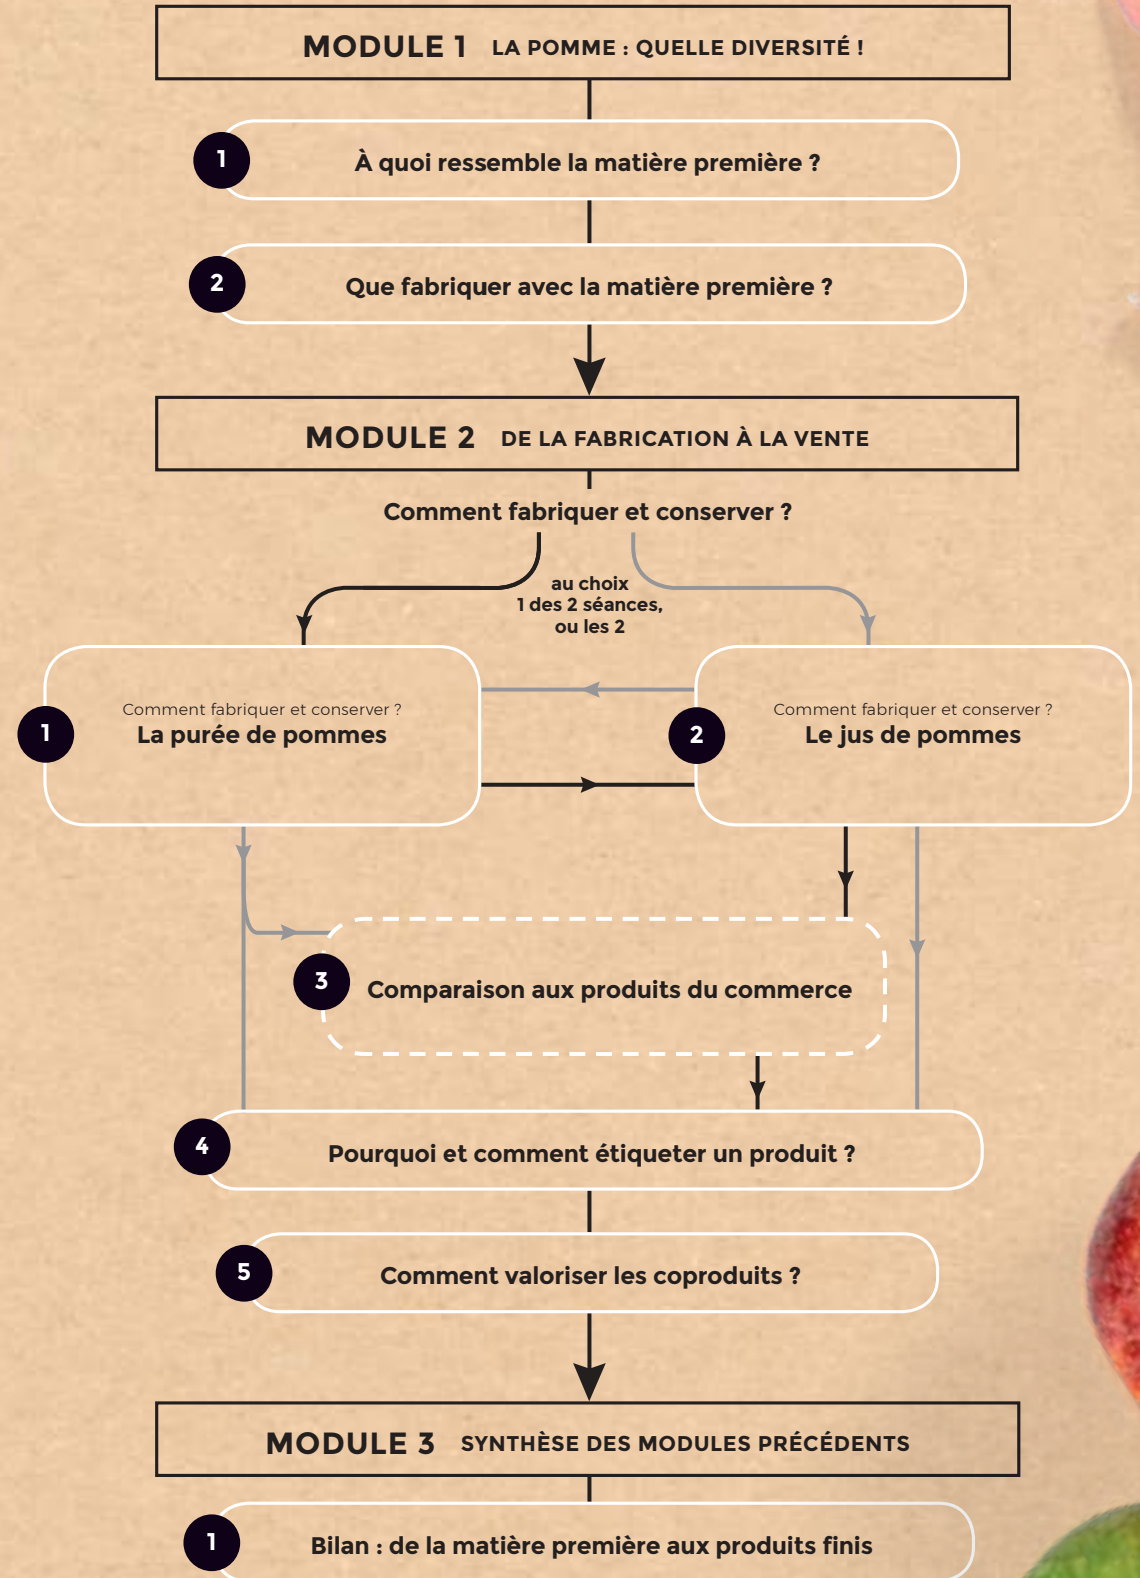 MODULE 1 LA POMME : QUELLE DIVERSITÉ !
1 À quoi ressemble la matière première ?
2 Que fabriquer avec la matière première ?
MODULE 2 DE LA FABRICATION À LA VENTE
Comment fabriquer et conserver ?
au choix
1 des 2 séances,
ou les 2
Comment fabriquer et conserver ?
1 La purée de pommes
Comment fabriquer et conserver ?
2 Le jus de pommes
3 Comparaison aux produits du commerce
4 Pourquoi et comment étiqueter un produit ?
5 Comment valoriser les coproduits ?
MODULE 3 SYNTHÈSE DES MODULES PRÉCÉDENTS
1 Bilan : de la matière première aux produits finis